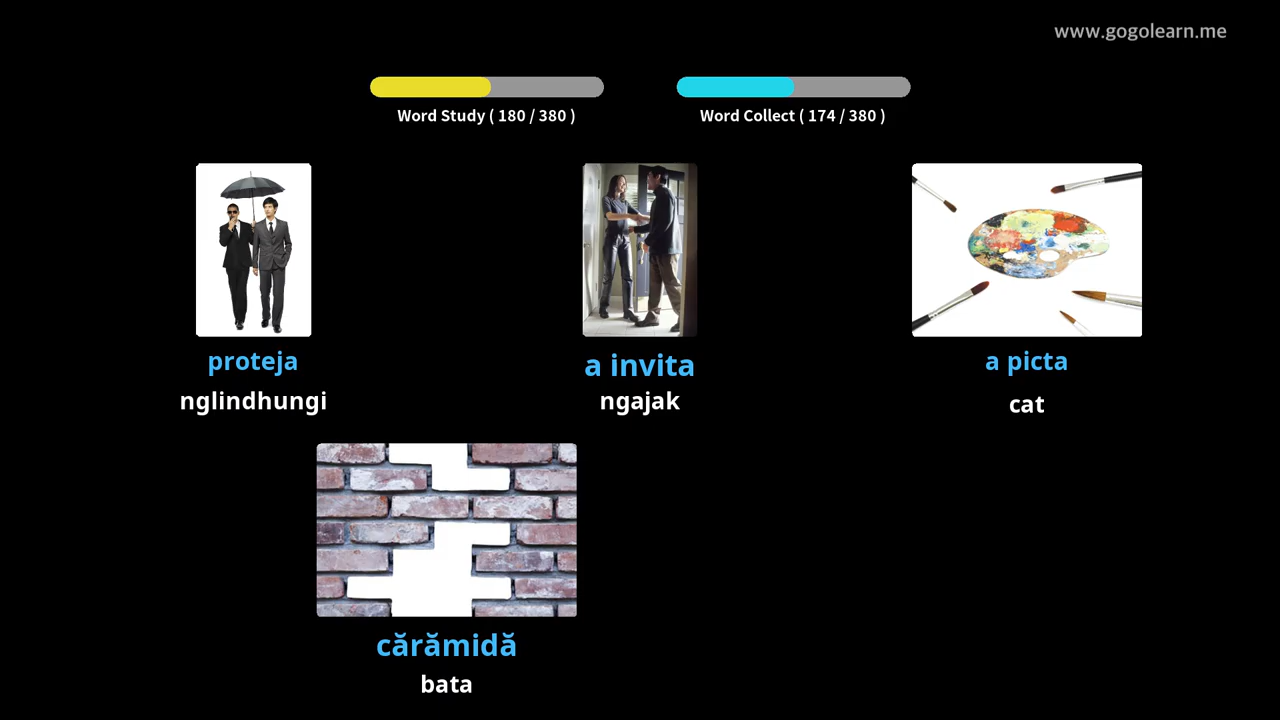 www.gogolearn.me
Word Study ( 180 / 380 )
Word Collect ( 174 / 380 )
proteja
nglindhungi
a invita
ngajak
a picta
cat
cărămidă
bata